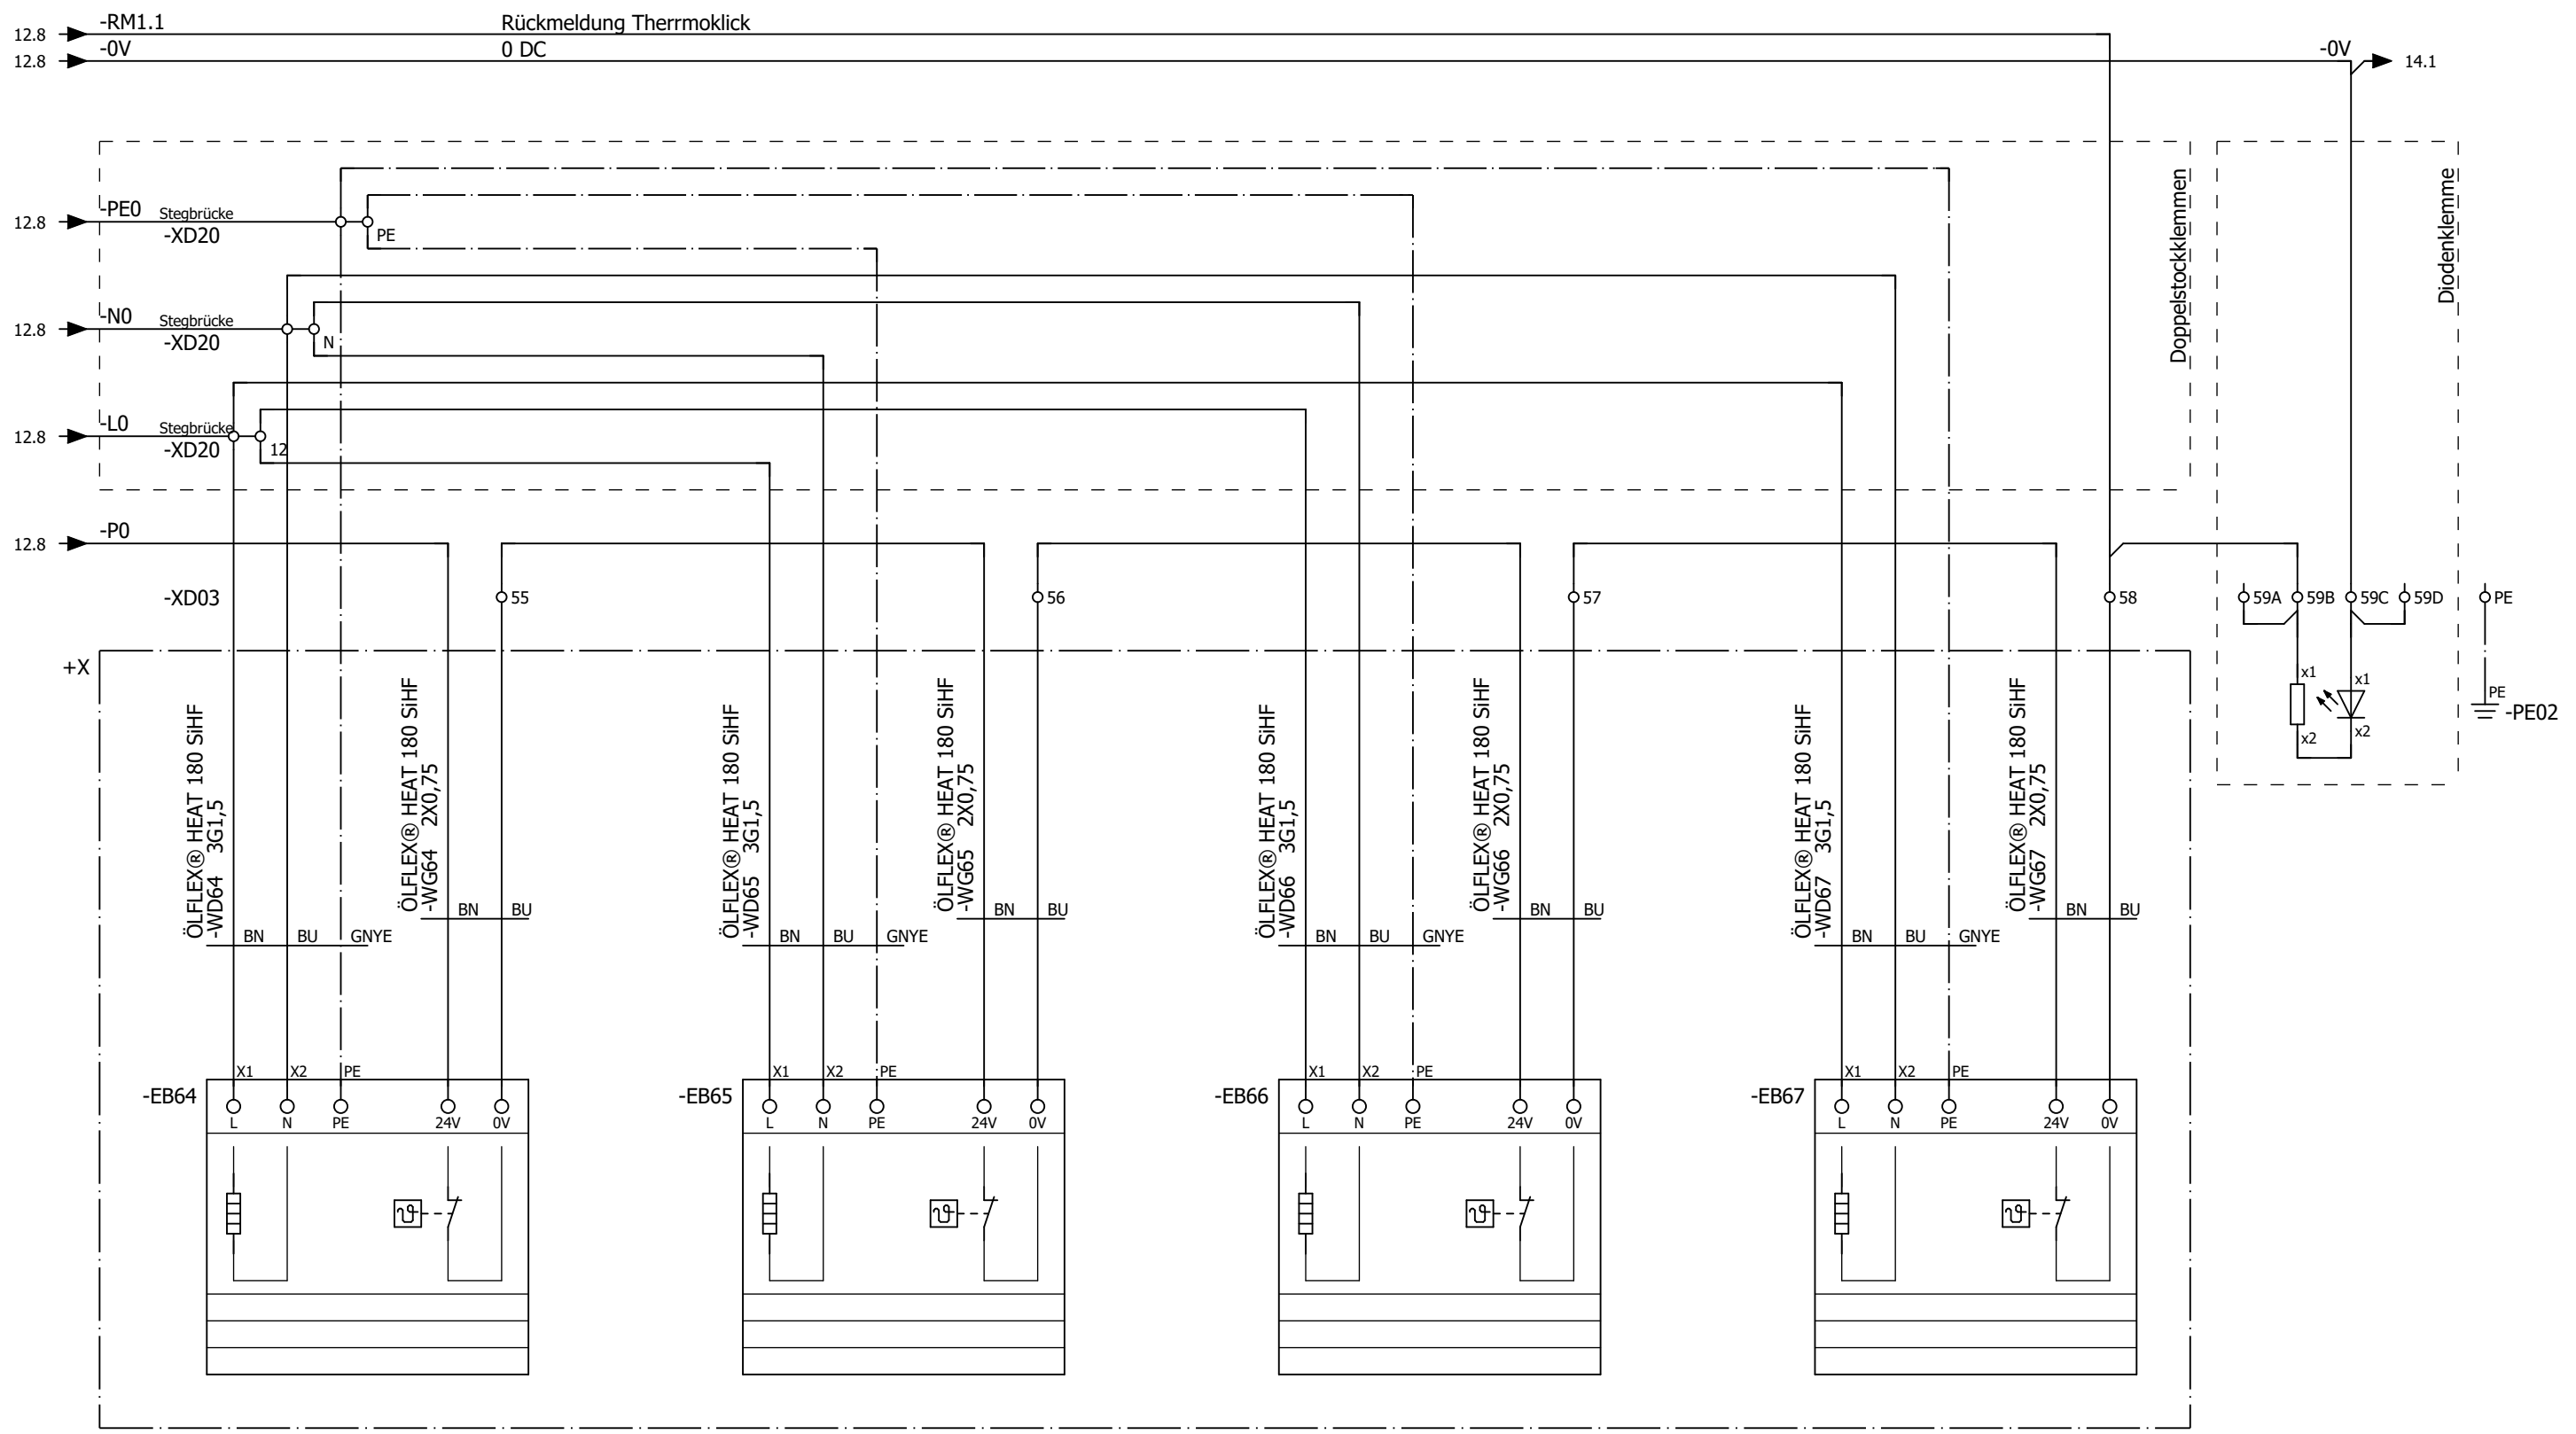 -RM1.1
Rückmeldung Therrmoklick
12.8
-0V
0 DC
-0V
12.8
14.1
Doppelstockklemmen
Diodenklemme
-PE0
Stegbrücke
12.8
-XD20
PE
-N0
Stegbrücke
12.8
-XD20
N
-L0
Stegbrücke
12.8
-XD20
12
-P0
12.8
-XD03
55
56
57
58
59A
59B
59C
59D
PE
+X
x1
x2
x1
x2
PE
-PE02
ÖLFLEX® HEAT 180 SiHF
-WD64 3G1,5
BN BU GNYE
ÖLFLEX® HEAT 180 SiHF
-WG64 2X0,75
BN BU
ÖLFLEX® HEAT 180 SiHF
-WD65 3G1,5
BN BU GNYE
ÖLFLEX® HEAT 180 SiHF
-WG65 2X0,75
BN BU
ÖLFLEX® HEAT 180 SiHF
-WD66 3G1,5
BN BU GNYE
ÖLFLEX® HEAT 180 SiHF
-WG66 2X0,75
BN BU
ÖLFLEX® HEAT 180 SiHF
-WD67 3G1,5
BN BU GNYE
ÖLFLEX® HEAT 180 SiHF
-WG67 2X0,75
BN BU
X1 X2 PE
-EB64
L N PE 24V 0V
ϑ
X1 X2 PE
-EB65
L N PE 24V 0V
ϑ
X1 X2 PE
-EB66
L N PE 24V 0V
ϑ
X1 X2 PE
-EB67
L N PE 24V 0V
ϑ